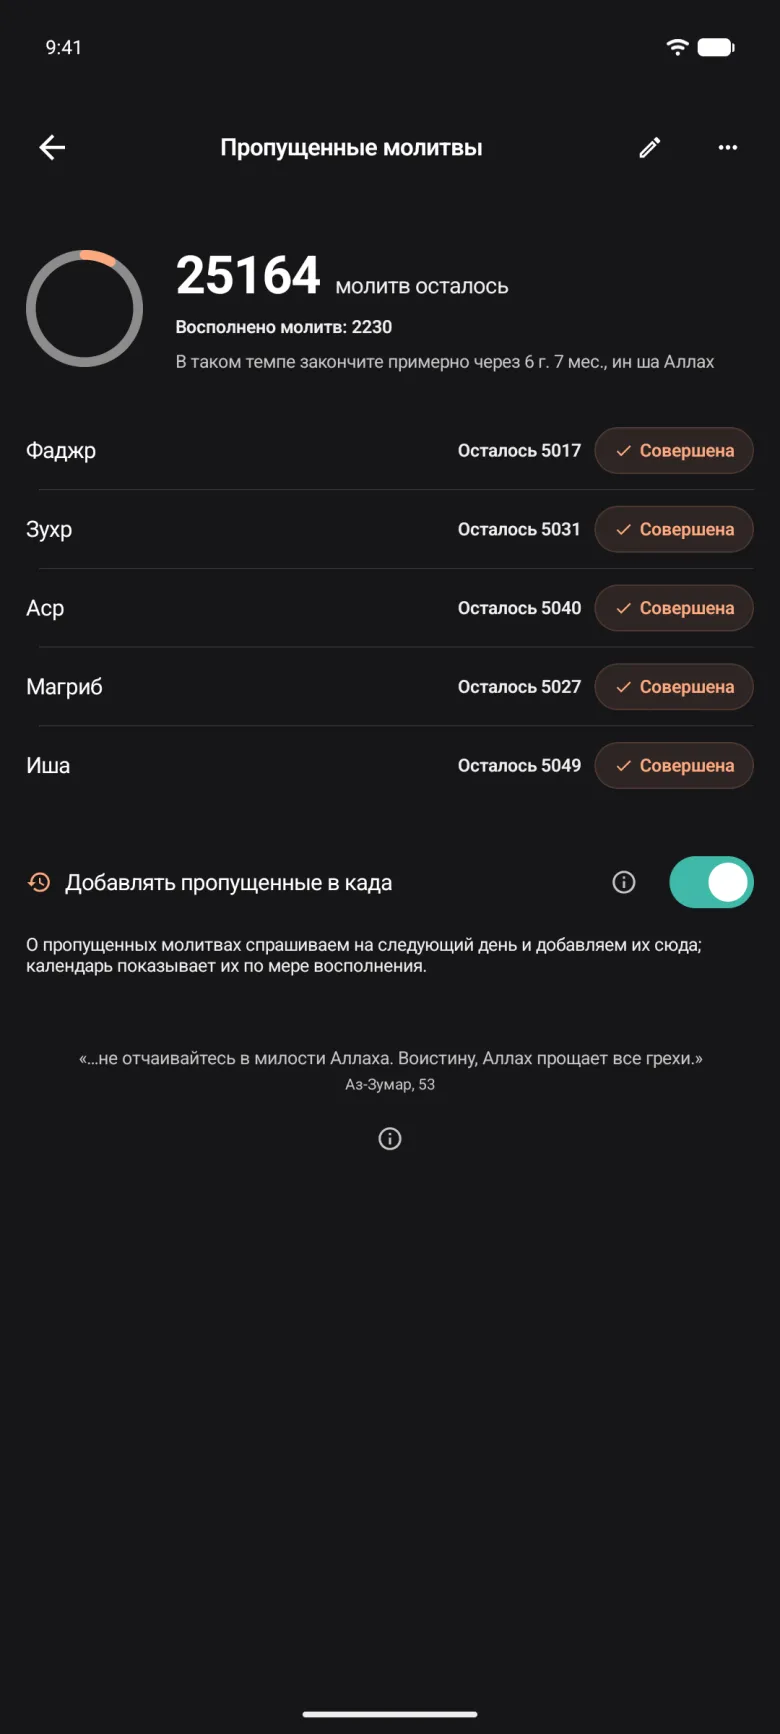 9:41
Пропущенные молитвы
25164 молитв осталось
Восполнено молитв: 2230
В таком темпе закончите примерно через 6 г. 7 мес., ин ша Аллах
Фаджр Осталось 5017 Совершена
Зухр Осталось 5031 Совершена
Аср Осталось 5040 Совершена
Магриб Осталось 5027 Совершена
Иша Осталось 5049 Совершена
Добавлять пропущенные в када
О пропущенных молитвах спрашиваем на следующий день и добавляем их сюда;
календарь показывает их по мере восполнения.
«…не отчаивайтесь в милости Аллаха. Воистину, Аллах прощает все грехи.»
Аз-Зумар, 53